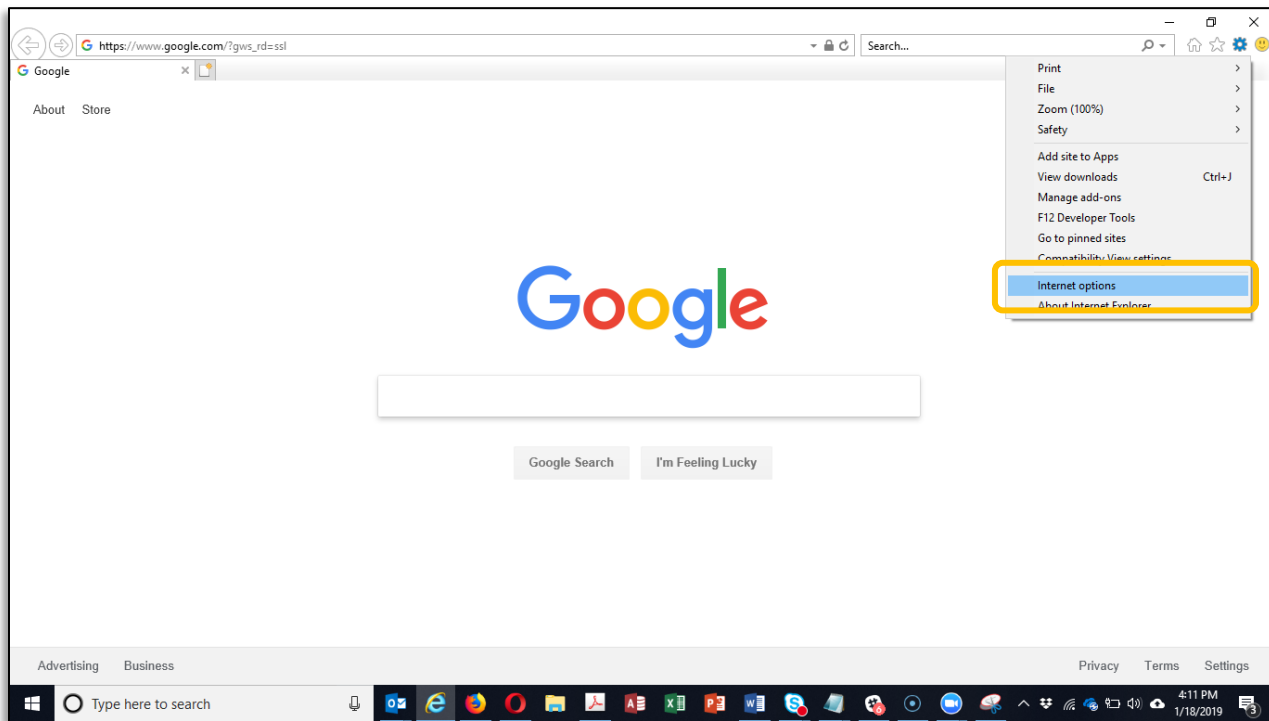 https://www.google.com/?gws_rd=ssl
Search...
Google
Print
File
Zoom (100%)
Safety
Add site to Apps
View downloads Ctrl+J
Manage add-ons
F12 Developer Tools
Go to pinned sites
Compatibility View settings
Internet options
About Internet Explorer
About Store
Google
Google Search I'm Feeling Lucky
Advertising Business Privacy Terms Settings
Type here to search
4:11 PM
1/18/2019
3